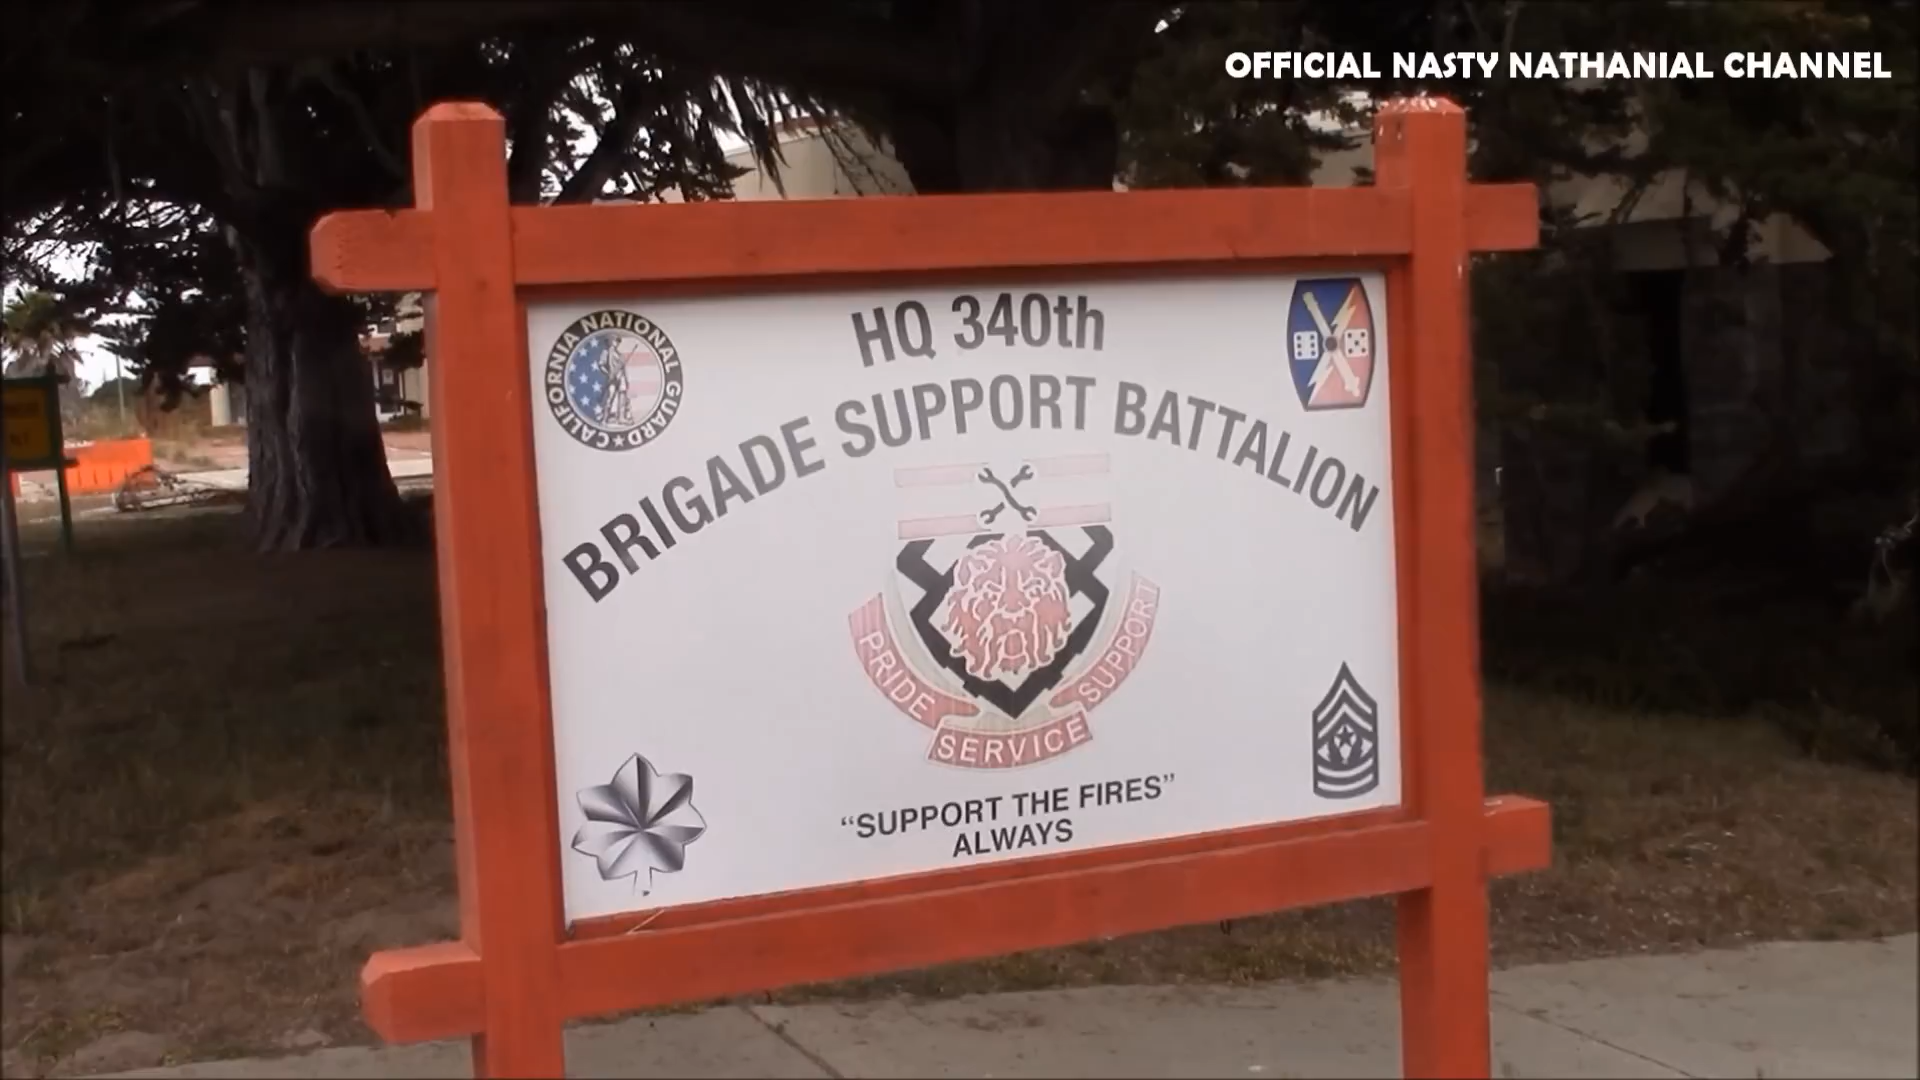 OFFICIAL NASTY NATHANIAL CHANNEL
HQ 340th
BRIGADE SUPPORT BATTALION
CALIFORNIA NATIONAL GUARD
PRIDE
SERVICE
SUPPORT
“SUPPORT THE FIRES”
ALWAYS